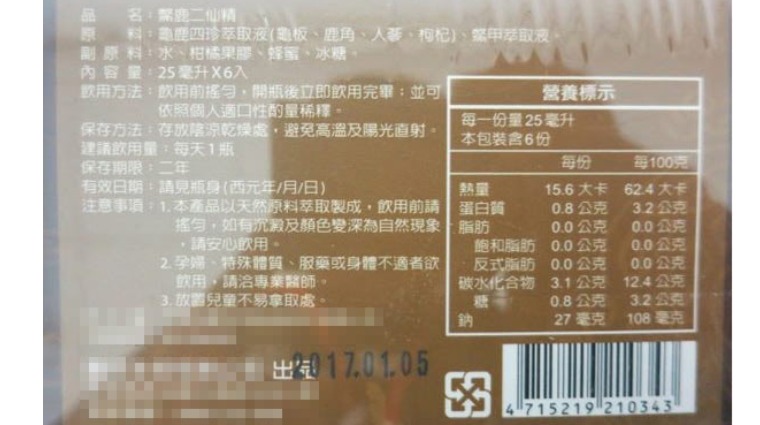 品　名：鱉鹿二仙精
原　料：龜鹿四珍萃取液(龜板、鹿角、人蔘、枸杞)、鱉甲萃取液。
副 原 料：水、柑橘果膠、蜂蜜、冰糖。
內 容 量：25毫升X6入
飲用方法：飲用前搖勻，開瓶後立即飲用完畢；並可
依照個人適口性酌量稀釋。
保存方法：存放陰涼乾燥處，避免高溫及陽光直射。
建議飲用量：每天1瓶
保存期限：二年
有效日期：請見瓶身(西元年/月/日)
注意事項：1.本產品以天然原料萃取製成，飲用前請
搖勻，如有沉澱及顏色變深為自然現象
，請安心飲用。
2.孕婦、特殊體質、服藥或身體不適者欲
飲用，請洽專業醫師。
3.放置兒童不易拿取處。
2017.01.05
營養標示
每一份量25毫升
本包裝含6份
每份 每100克
熱量 15.6 大卡 62.4 大卡
蛋白質 0.8 公克 3.2 公克
脂肪 0.0 公克 0.0 公克
飽和脂肪 0.0 公克 0.0 公克
反式脂肪 0.0 公克 0.0 公克
碳水化合物 3.1 公克 12.4 公克
糖 0.8 公克 3.2 公克
鈉 27 毫克 108 毫克
4 715219 210343